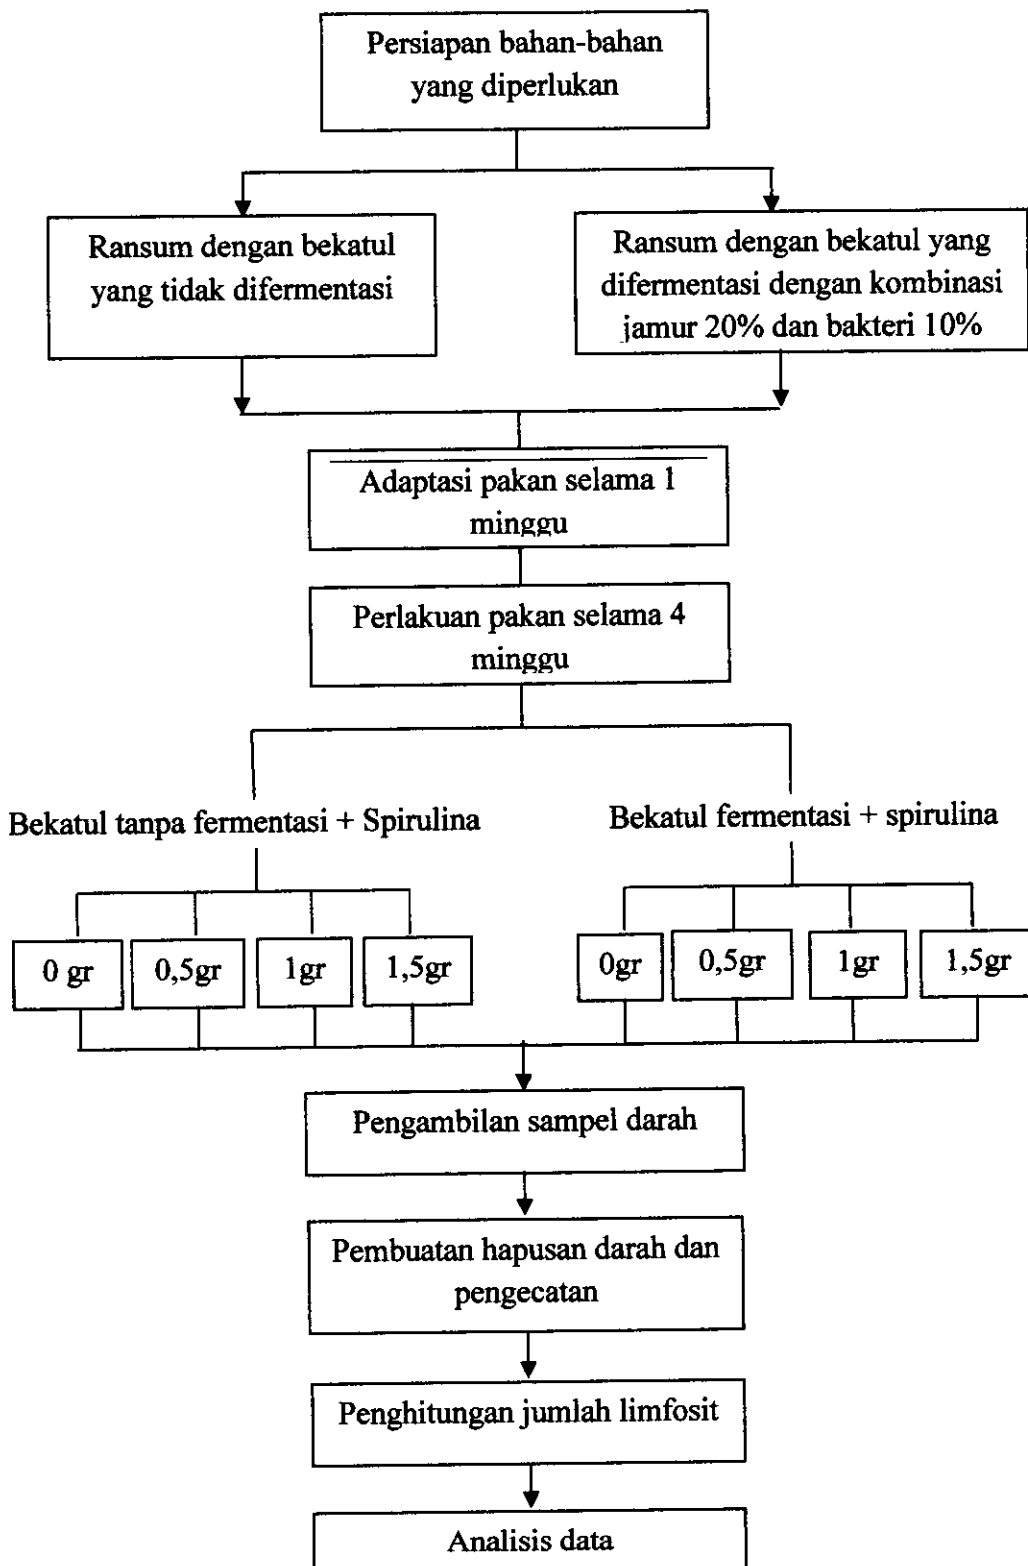 Persiapan bahan-bahan
yang diperlukan
Ransum dengan bekatul
yang tidak difermentasi
Ransum dengan bekatul yang
difermentasi dengan kombinasi
jamur 20% dan bakteri 10%
Adaptasi pakan selama 1
minggu
Perlakuan pakan selama 4
minggu
Bekatul tanpa fermentasi + Spirulina
Bekatul fermentasi + spirulina
0 gr
0,5gr
1gr
1,5gr
0gr
0,5gr
1gr
1,5gr
Pengambilan sampel darah
Pembuatan hapusan darah dan
pengecatan
Penghitungan jumlah limfosit
Analisis data